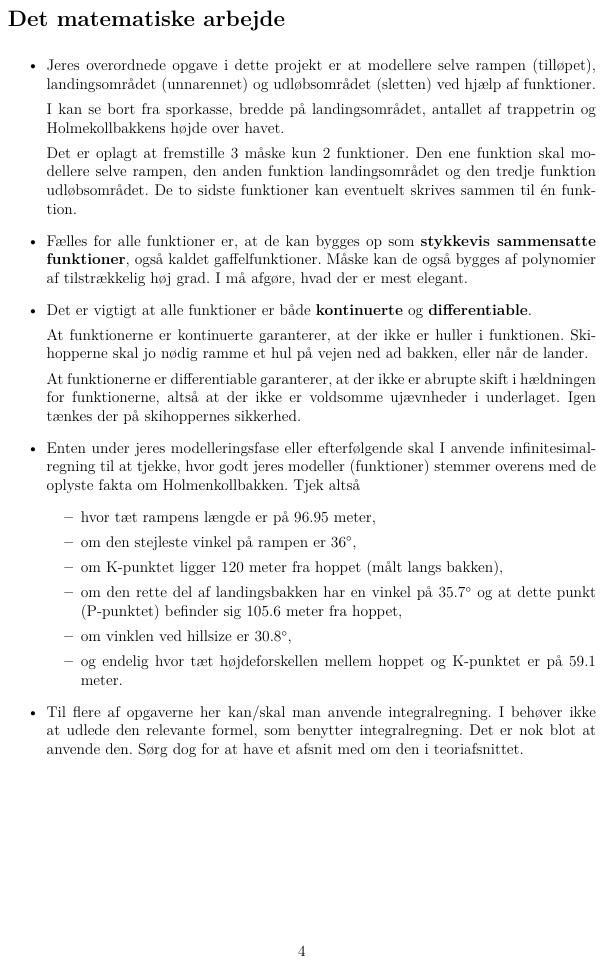 Det matematiske arbejde
• Jeres overordnede opgave i dette projekt er at modellere selve rampen (tilløpet),
landingsområdet (unnarennet) og udløbsområdet (sletten) ved hjælp af funktioner.
I kan se bort fra sporkasse, bredde på landingsområdet, antallet af trappetrin og
Holmekollbakkens højde over havet.
Det er oplagt at fremstille 3 måske kun 2 funktioner. Den ene funktion skal mo-
dellere selve rampen, den anden funktion landingsområdet og den tredje funktion
udløbsområdet. De to sidste funktioner kan eventuelt skrives sammen til én funk-
tion.
• Fælles for alle funktioner er, at de kan bygges op som stykkevis sammensatte
funktioner, også kaldet gaffelfunktioner. Måske kan de også bygges af polynomier
af tilstrækkelig høj grad. I må afgøre, hvad der er mest elegant.
• Det er vigtigt at alle funktioner er både kontinuerte og differentiable.
At funktionerne er kontinuerte garanterer, at der ikke er huller i funktionen. Ski-
hopperne skal jo nødig ramme et hul på vejen ned ad bakken, eller når de lander.
At funktionerne er differentiable garanterer, at der ikke er abrupte skift i hældningen
for funktionerne, altså at der ikke er voldsomme ujævnheder i underlaget. Igen
tænkes der på skihoppernes sikkerhed.
• Enten under jeres modelleringsfase eller efterfølgende skal I anvende infinitesimal-
regning til at tjekke, hvor godt jeres modeller (funktioner) stemmer overens med de
oplyste fakta om Holmenkollbakken. Tjek altså
– hvor tæt rampens længde er på 96.95 meter,
– om den stejleste vinkel på rampen er 36°,
– om K-punktet ligger 120 meter fra hoppet (målt langs bakken),
– om den rette del af landingsbakken har en vinkel på 35.7° og at dette punkt
(P-punktet) befinder sig 105.6 meter fra hoppet,
– om vinklen ved hillsize er 30.8°,
– og endelig hvor tæt højdeforskellen mellem hoppet og K-punktet er på 59.1
meter.
• Til flere af opgaverne her kan/skal man anvende integralregning. I behøver ikke
at udlede den relevante formel, som benytter integralregning. Det er nok blot at
anvende den. Sørg dog for at have et afsnit med om den i teoriafsnittet.
4